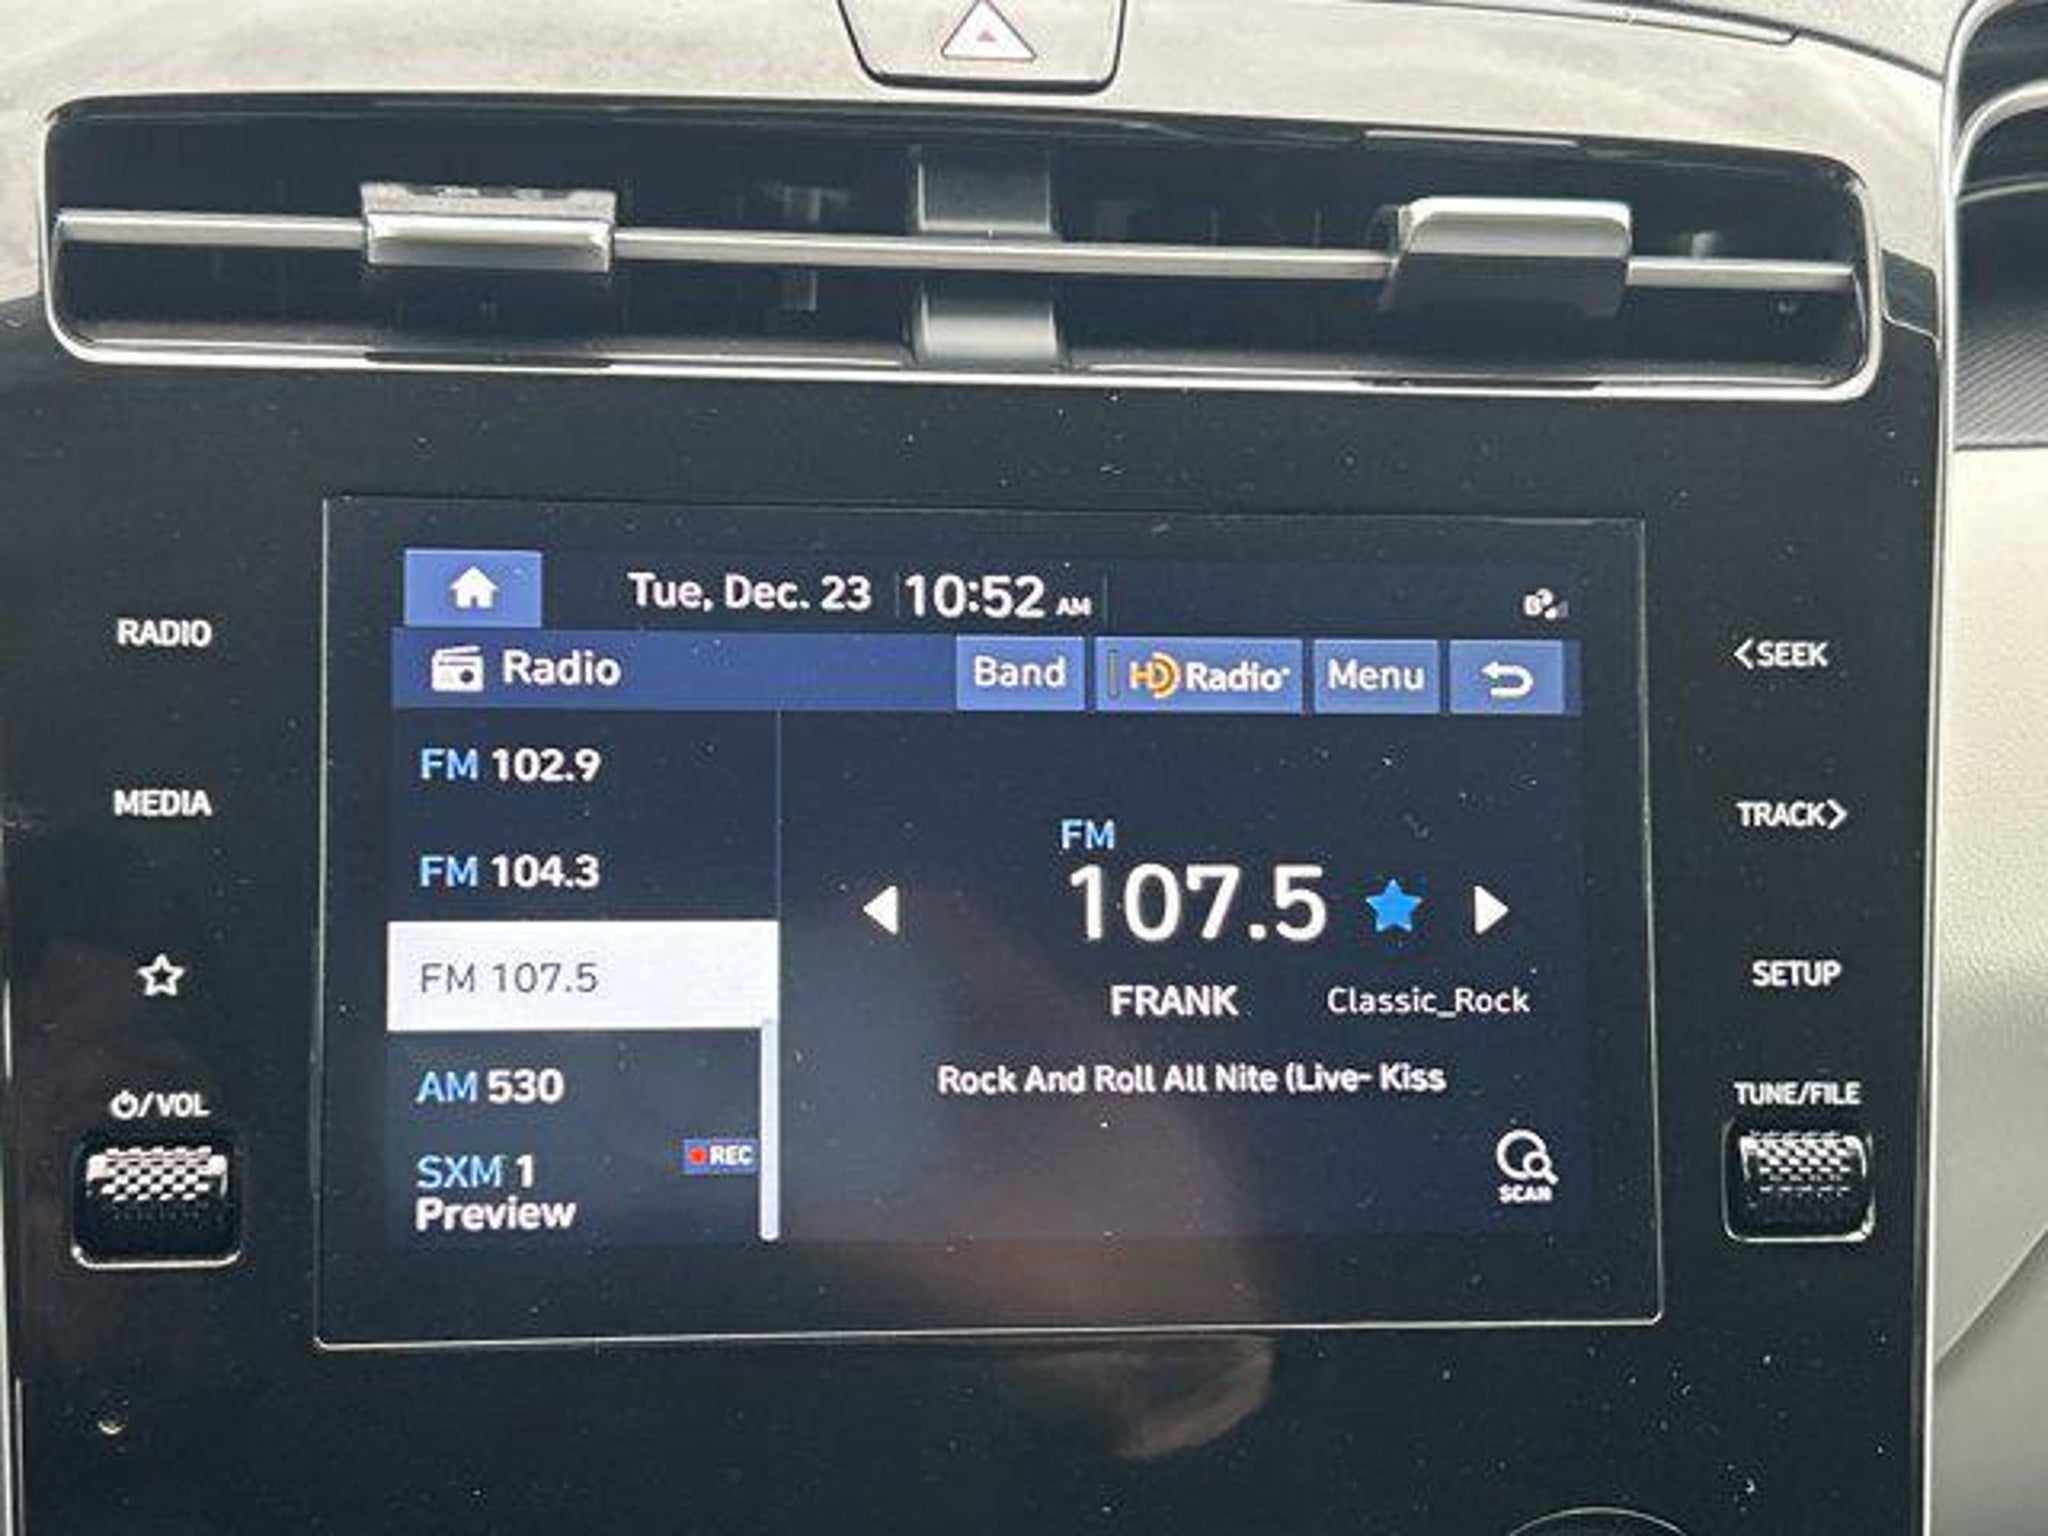 Tue, Dec. 23 10:52 AM
Radio Band HD Radio Menu
RADIO
<SEEK
FM 102.9
MEDIA
TRACK>
FM 104.3
FM
107.5
FM 107.5
SETUP
FRANK Classic_Rock
Rock And Roll All Nite (Live- Kiss
AM 530
⏻/VOL
TUNE/FILE
SXM 1 REC
Preview
SCAN